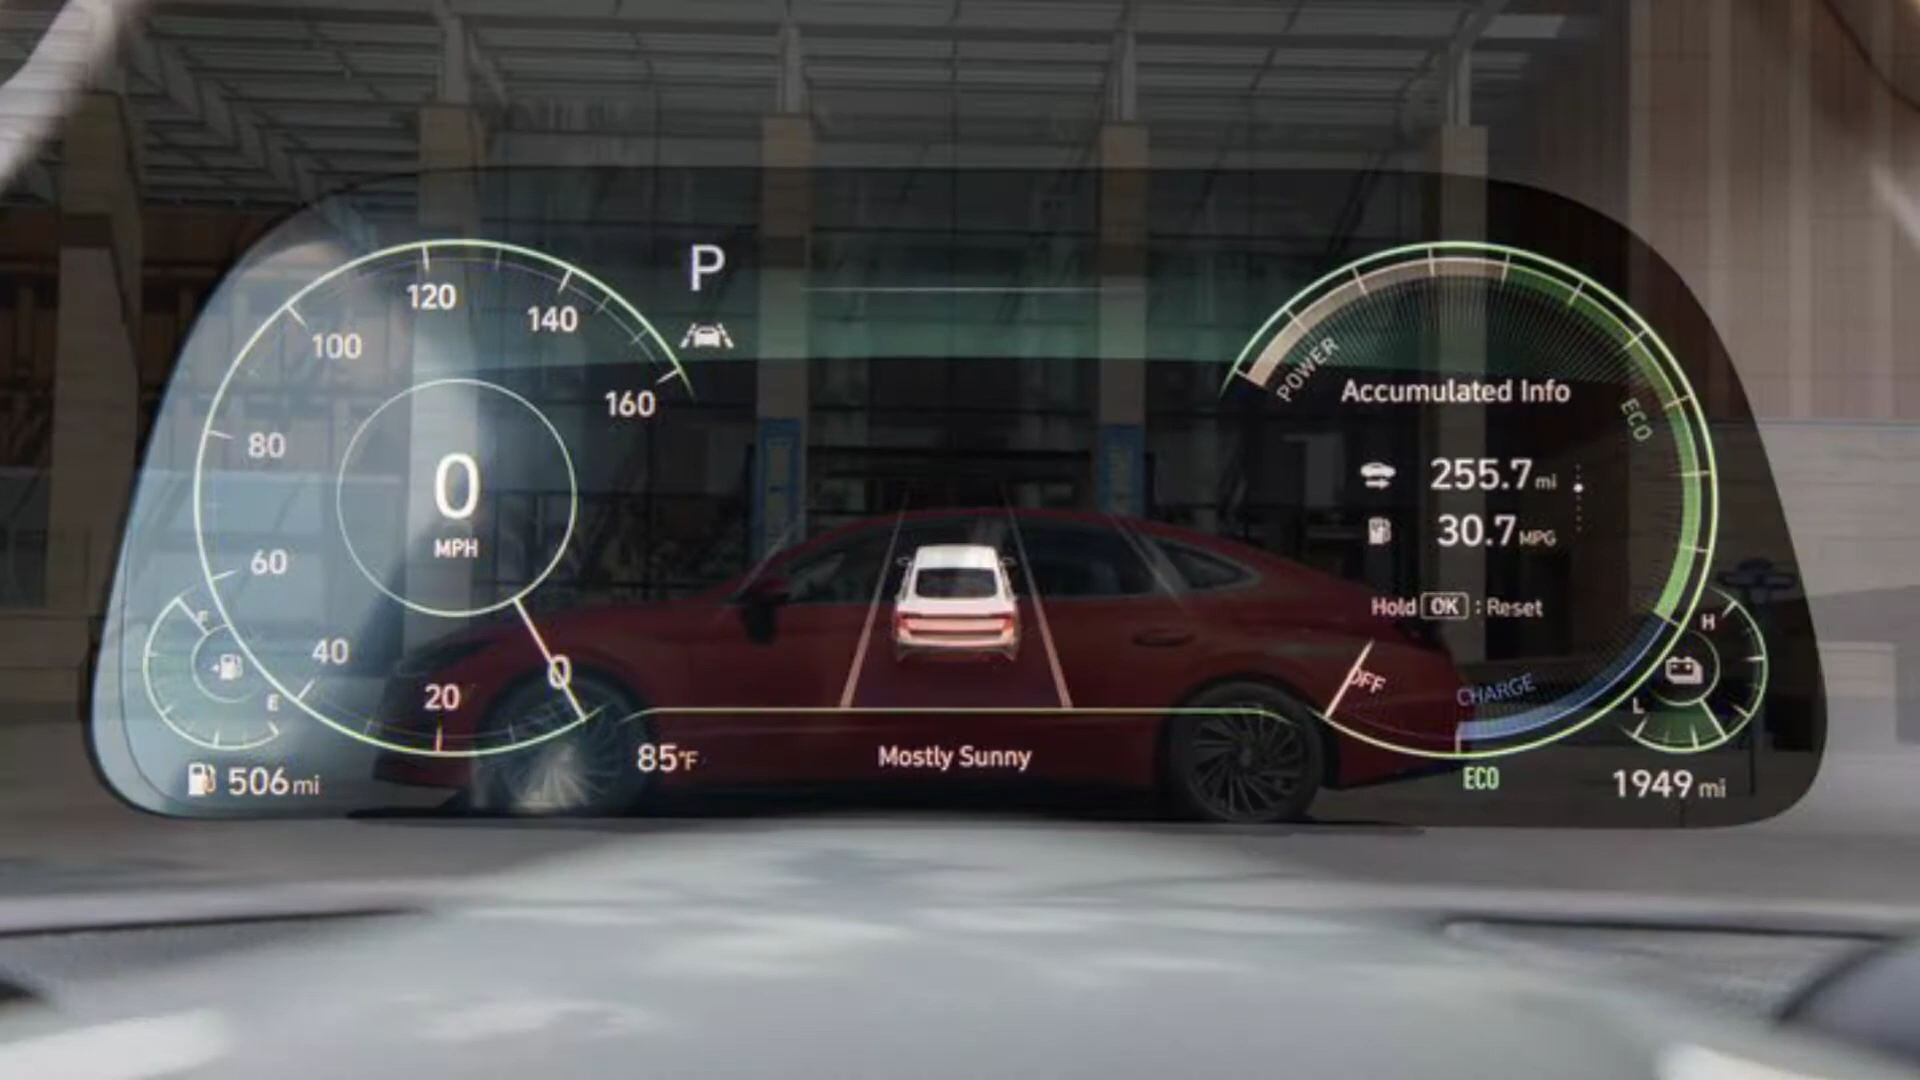 P
120
140
100
160
80
0
MPH
60
40
20
0
F
E
506 mi
85°F
Mostly Sunny
POWER
ECO
Accumulated Info
255.7 mi
30.7 MPG
Hold OK : Reset
OFF
CHARGE
H
L
ECO
1949 mi